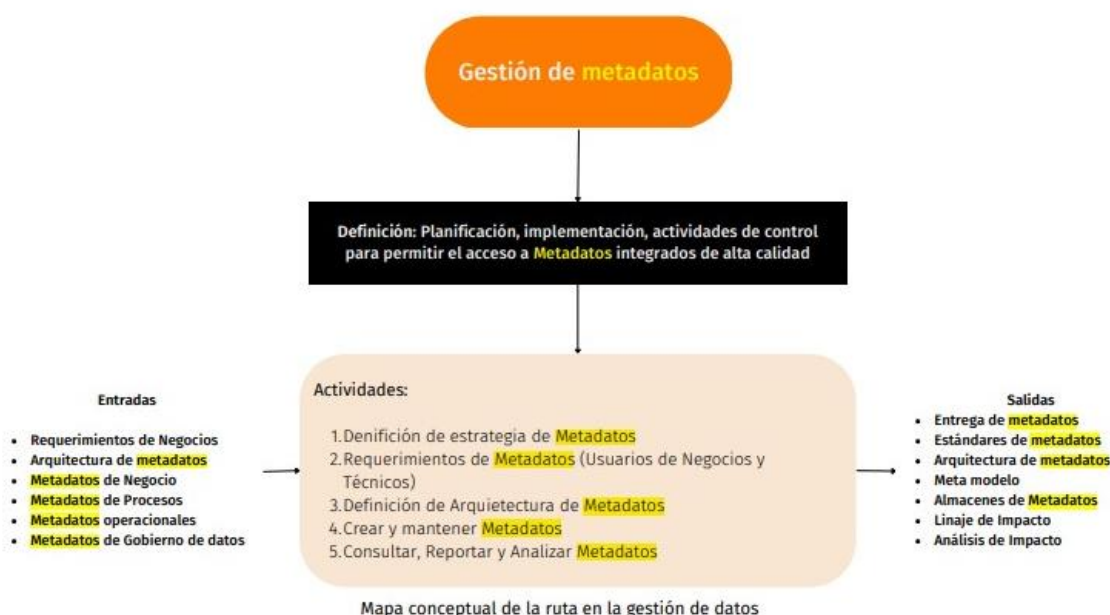 Gestión de metadatos
Definición: Planificación, implementación, actividades de control
para permitir el acceso a Metadatos integrados de alta calidad
Entradas
• Requerimientos de Negocios
• Arquitectura de metadatos
• Metadatos de Negocio
• Metadatos de Procesos
• Metadatos operacionales
• Metadatos de Gobierno de datos
Actividades:
1. Denifición de estrategia de Metadatos
2. Requerimientos de Metadatos (Usuarios de Negocios y
Técnicos)
3. Definición de Arquietectura de Metadatos
4. Crear y mantener Metadatos
5. Consultar, Reportar y Analizar Metadatos
Salidas
• Entrega de metadatos
• Estándares de metadatos
• Arquitectura de metadatos
• Meta modelo
• Almacenes de Metadatos
• Linaje de Impacto
• Análisis de Impacto
Mapa conceptual de la ruta en la gestión de datos